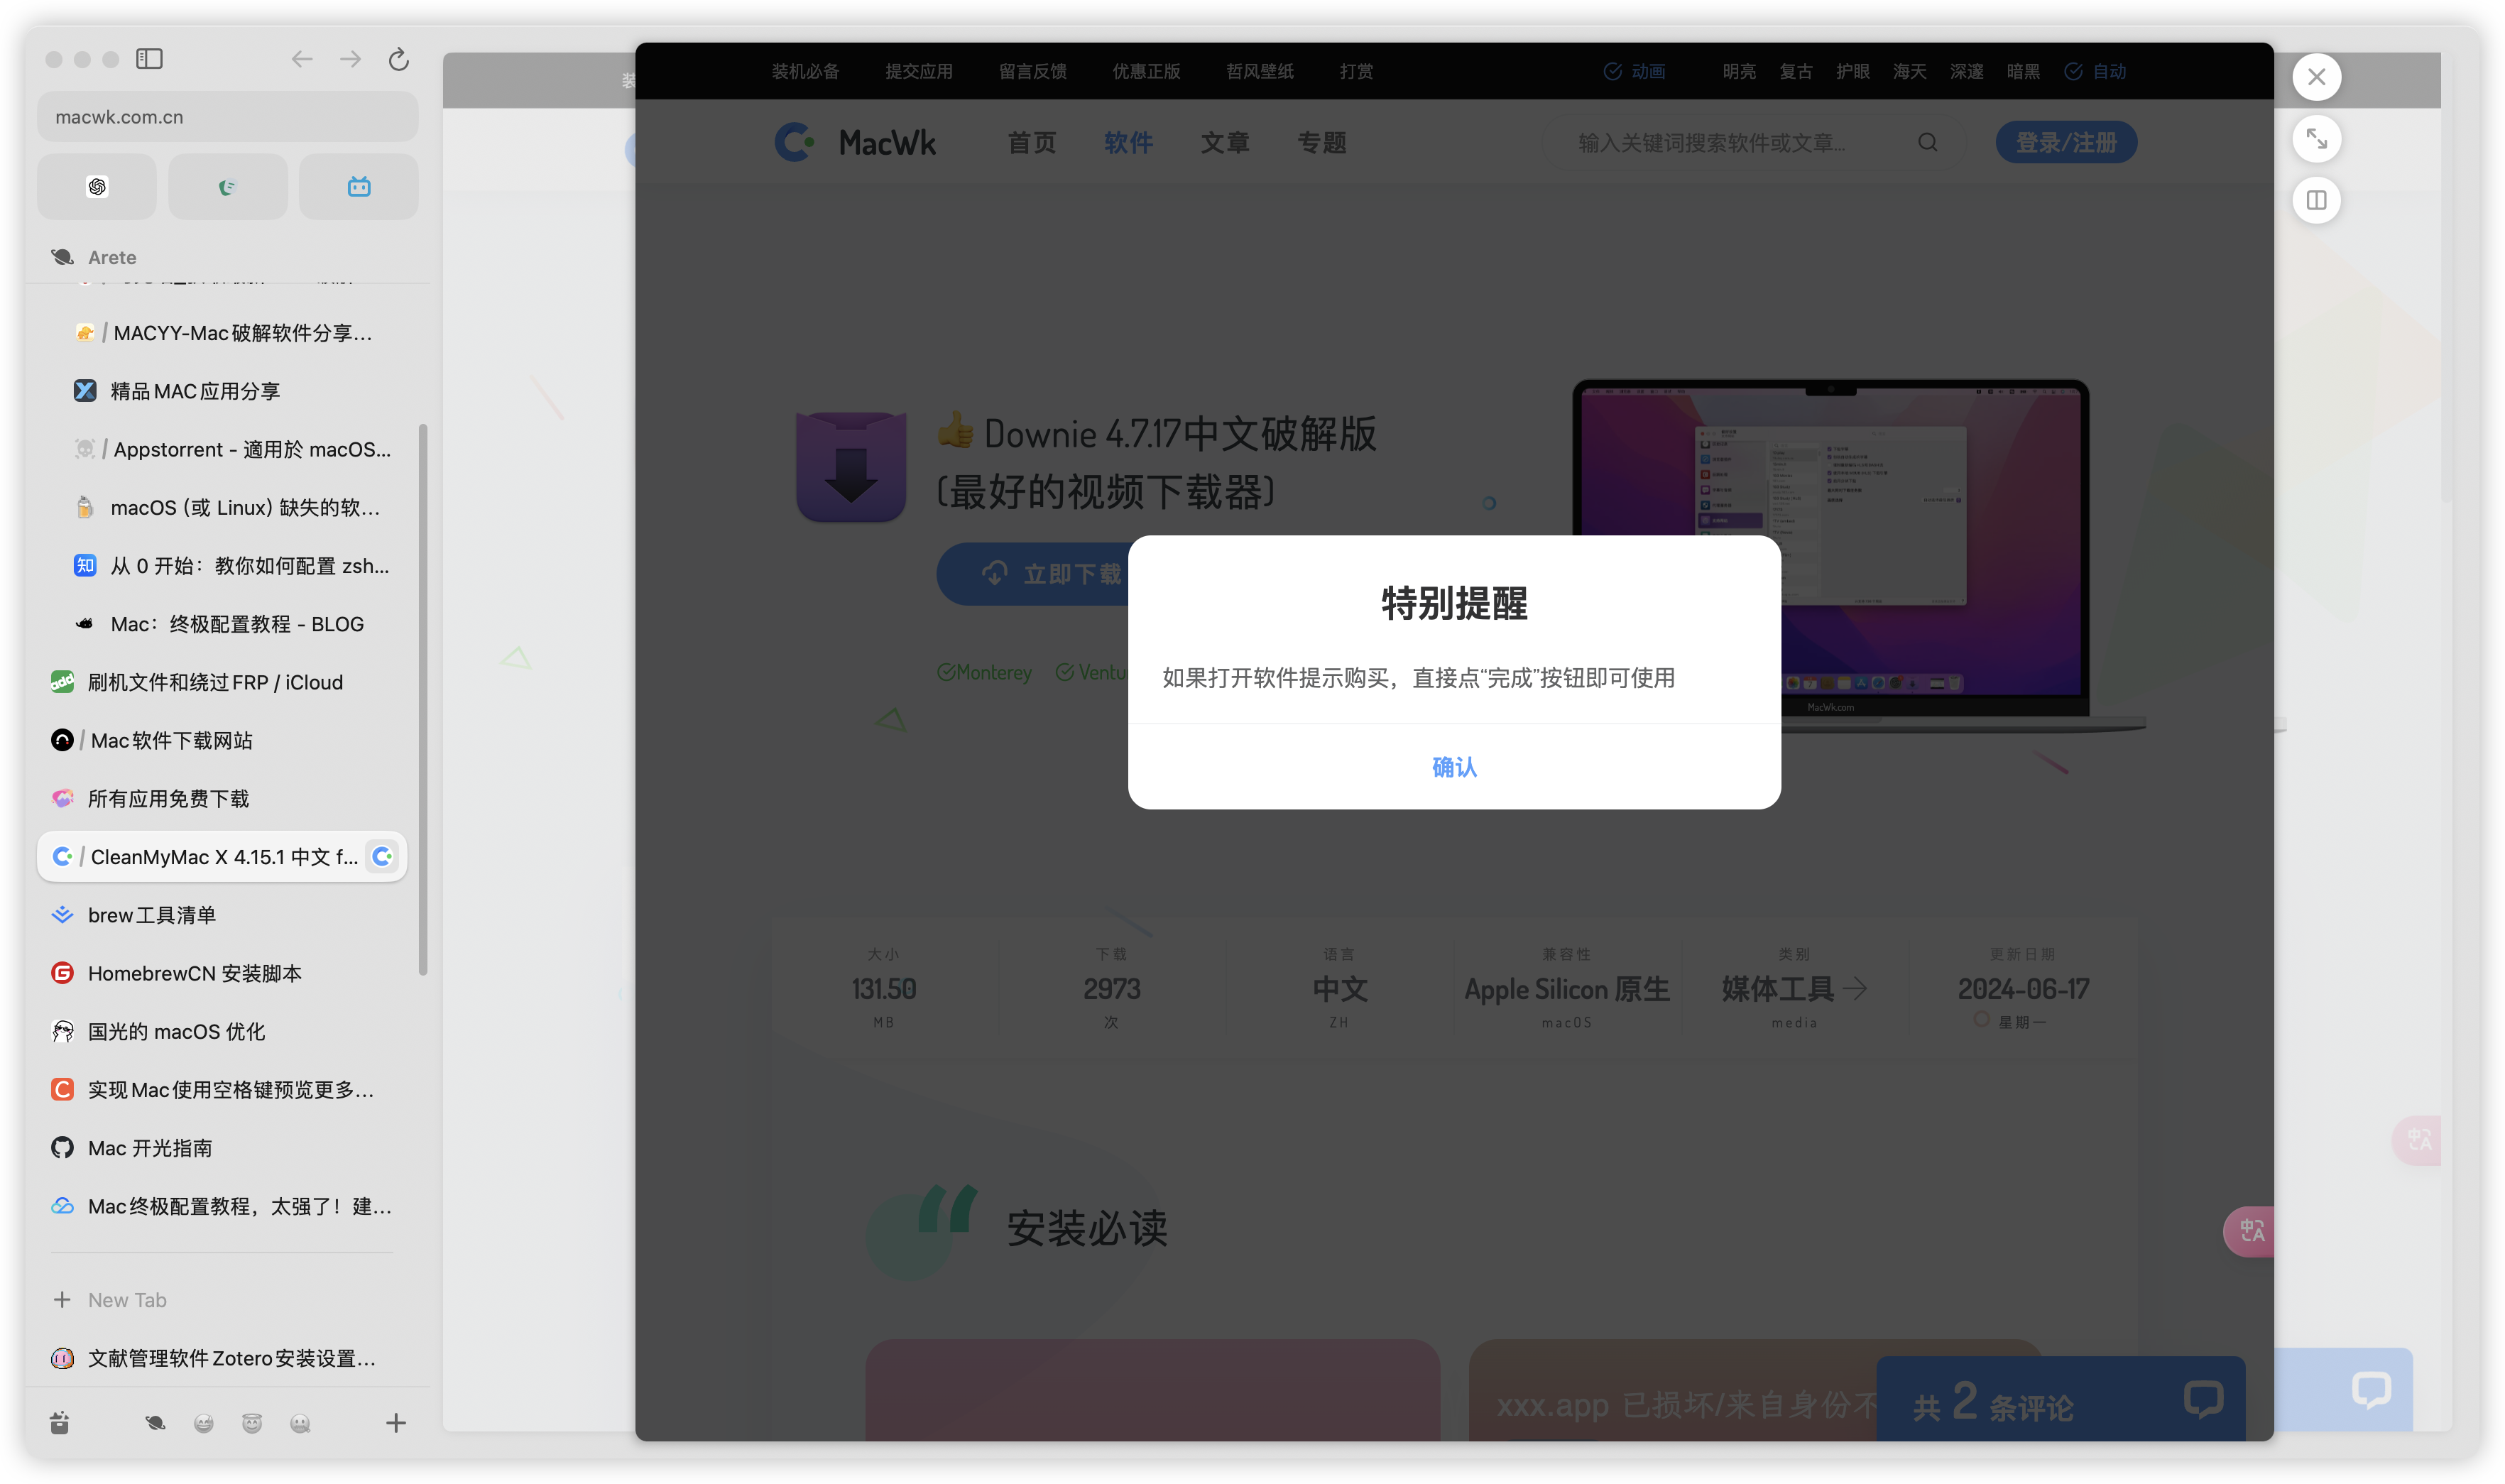 macwk.com.cn
Arete
MACYY-Mac破解软件分享...
精品MAC应用分享
Appstorrent - 適用於 macOS...
macOS (或 Linux) 缺失的软...
从 0 开始：教你如何配置 zsh...
Mac：终极配置教程 - BLOG
刷机文件和绕过FRP / iCloud
/ Mac软件下载网站
所有应用免费下载
/ CleanMyMac X 4.15.1 中文 f...
brew工具清单
HomebrewCN 安装脚本
国光的 macOS 优化
实现Mac使用空格键预览更多...
Mac 开光指南
Mac终极配置教程，太强了！建...
+ New Tab
文献管理软件Zotero安装设置...
装机必备 提交应用 留言反馈 优惠正版 哲风壁纸 打赏 动画 明亮 复古 护眼 海天 深邃 暗黑 自动
MacWk 首页 软件 文章 专题 输入关键词搜索软件或文章... 登录/注册
👍 Downie 4.7.17中文破解版
(最好的视频下载器)
立即下载
Monterey Ventu
特别提醒
如果打开软件提示购买，直接点“完成”按钮即可使用
确认
MacWk.com
大小 下载 语言 兼容性 类别 更新日期
131.50 2973 中文 Apple Silicon 原生 媒体工具 2024-06-17
MB 次 ZH macOS media 星期一
安装必读
xxx.app 已损坏/来自身份不
共 2 条评论